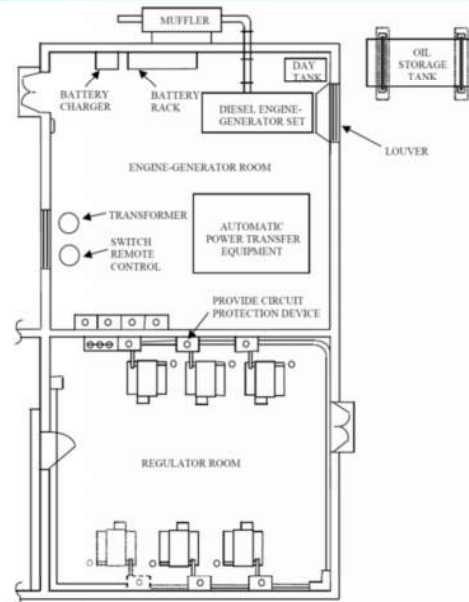 MUFFLER
OIL
STORAGE
TANK
DAY
TANK
BATTERY
CHARGER
BATTERY
RACK
DIESEL ENGINE-
GENERATOR SET
LOUVER
ENGINE-GENERATOR ROOM
TRANSFORMER
SWITCH
REMOTE
CONTROL
AUTOMATIC
POWER TRANSFER
EQUIPMENT
PROVIDE CIRCUIT
PROTECTION DEVICE
REGULATOR ROOM